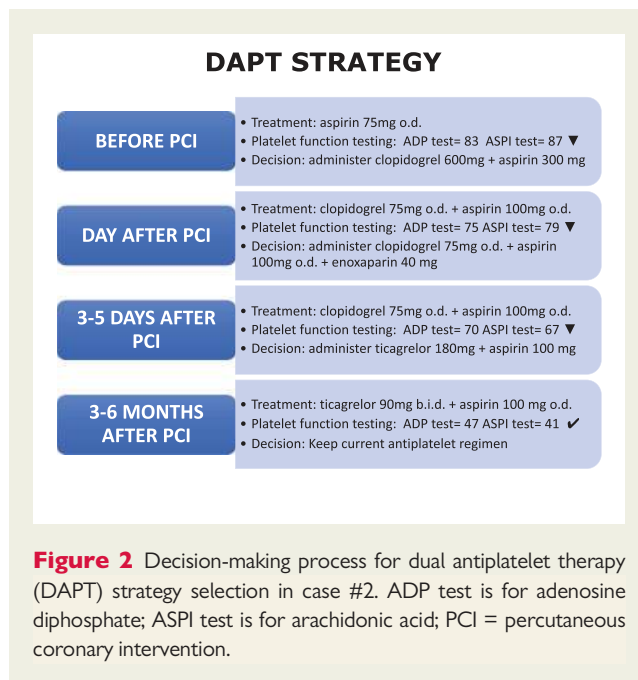 DAPT STRATEGY
BEFORE PCI
• Treatment: aspirin 75mg o.d.
• Platelet function testing:  ADP test= 83  ASPI test= 87 ▼
• Decision: administer clopidogrel 600mg + aspirin 300 mg
DAY AFTER PCI
• Treatment: clopidogrel 75mg o.d. + aspirin 100mg o.d.
• Platelet function testing:  ADP test= 75 ASPI test= 79 ▼
• Decision: administer clopidogrel 75mg o.d. + aspirin
100mg o.d. + enoxaparin 40 mg
3-5 DAYS AFTER
PCI
• Treatment: clopidogrel 75mg o.d. + aspirin 100mg o.d.
• Platelet function testing:  ADP test= 70 ASPI test= 67 ▼
• Decision: administer ticagrelor 180mg + aspirin 100 mg
3-6 MONTHS
AFTER PCI
• Treatment: ticagrelor 90mg b.i.d. + aspirin 100 mg o.d.
• Platelet function testing:  ADP test= 47 ASPI test= 41 ✔
• Decision: Keep current antiplatelet regimen
Figure 2 Decision-making process for dual antiplatelet therapy
(DAPT) strategy selection in case #2. ADP test is for adenosine
diphosphate; ASPI test is for arachidonic acid; PCI = percutaneous
coronary intervention.